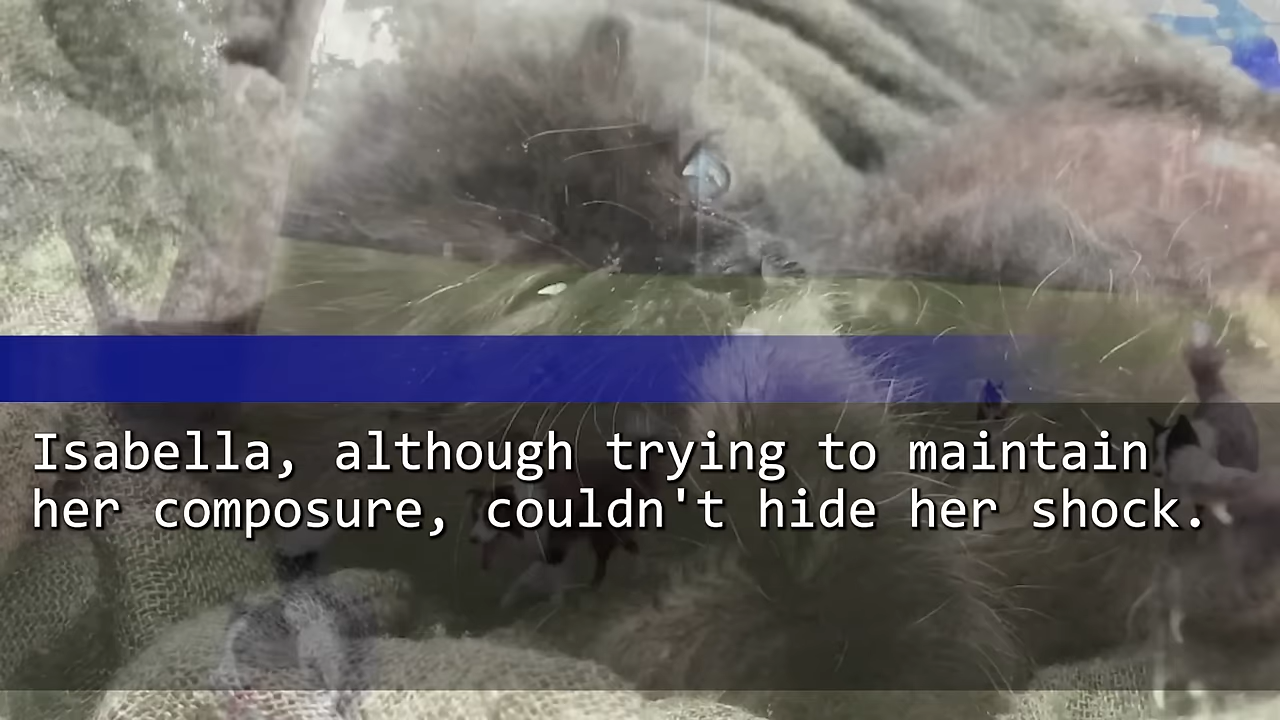 Isabella, although trying to maintain
her composure, couldn't hide her shock.